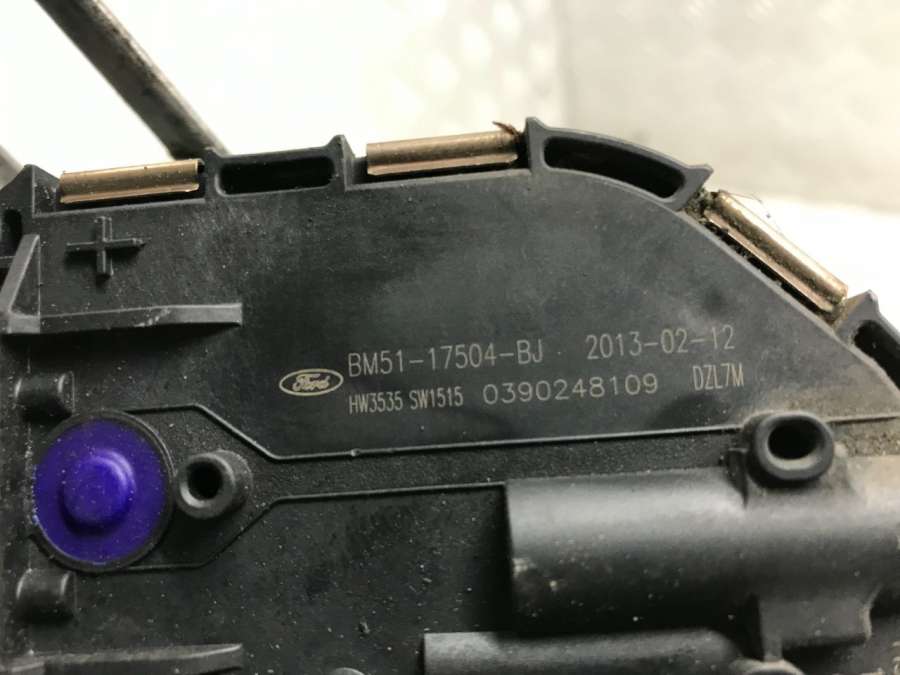 Ford BM51-17504-BJ 2013-02-12
HW3535 SW1515 0390248109 DZL7M